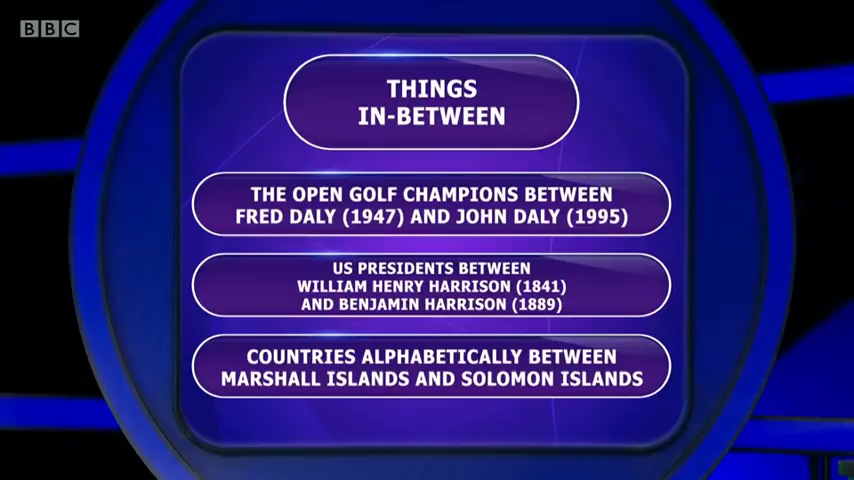 BBC
THINGS
IN-BETWEEN
THE OPEN GOLF CHAMPIONS BETWEEN
FRED DALY (1947) AND JOHN DALY (1995)
US PRESIDENTS BETWEEN
WILLIAM HENRY HARRISON (1841)
AND BENJAMIN HARRISON (1889)
COUNTRIES ALPHABETICALLY BETWEEN
MARSHALL ISLANDS AND SOLOMON ISLANDS